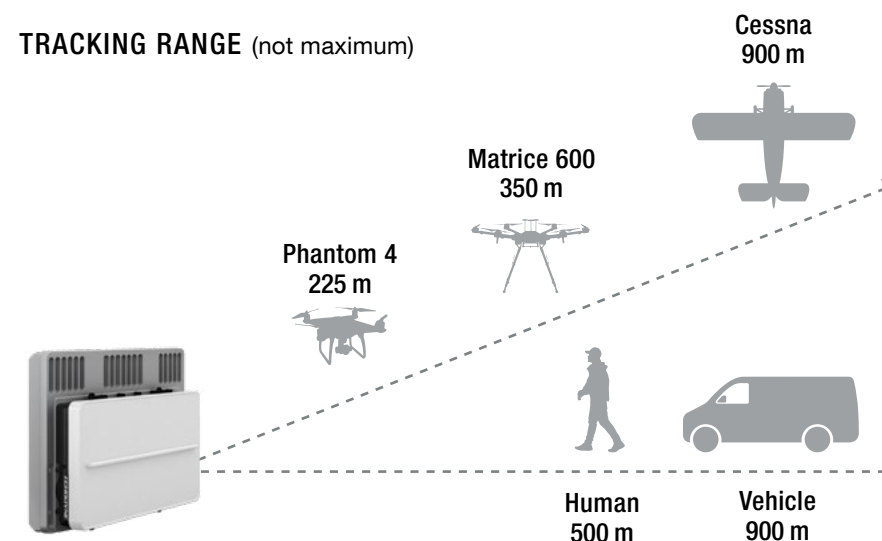 TRACKING RANGE (not maximum)
Cessna
900 m
Matrice 600
350 m
Phantom 4
225 m
Human
500 m
Vehicle
900 m